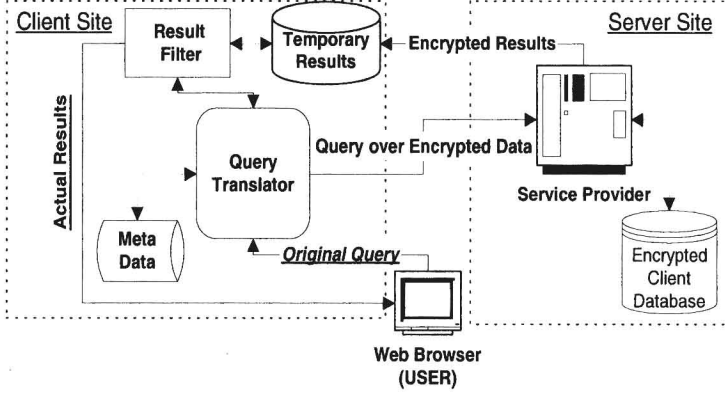 Client Site
Server Site
Result
Filter
Temporary
Results
Encrypted Results
Actual Results
Query
Translator
Query over Encrypted Data
Service Provider
Meta
Data
Original Query
Encrypted
Client
Database
Web Browser
(USER)